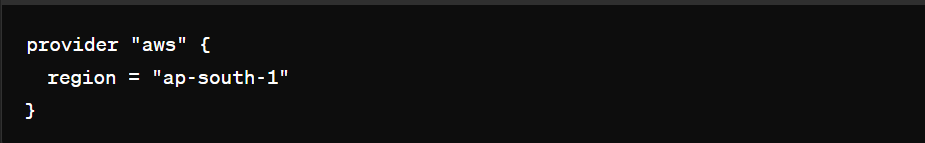 provider "aws" {
  region = "ap-south-1"
}